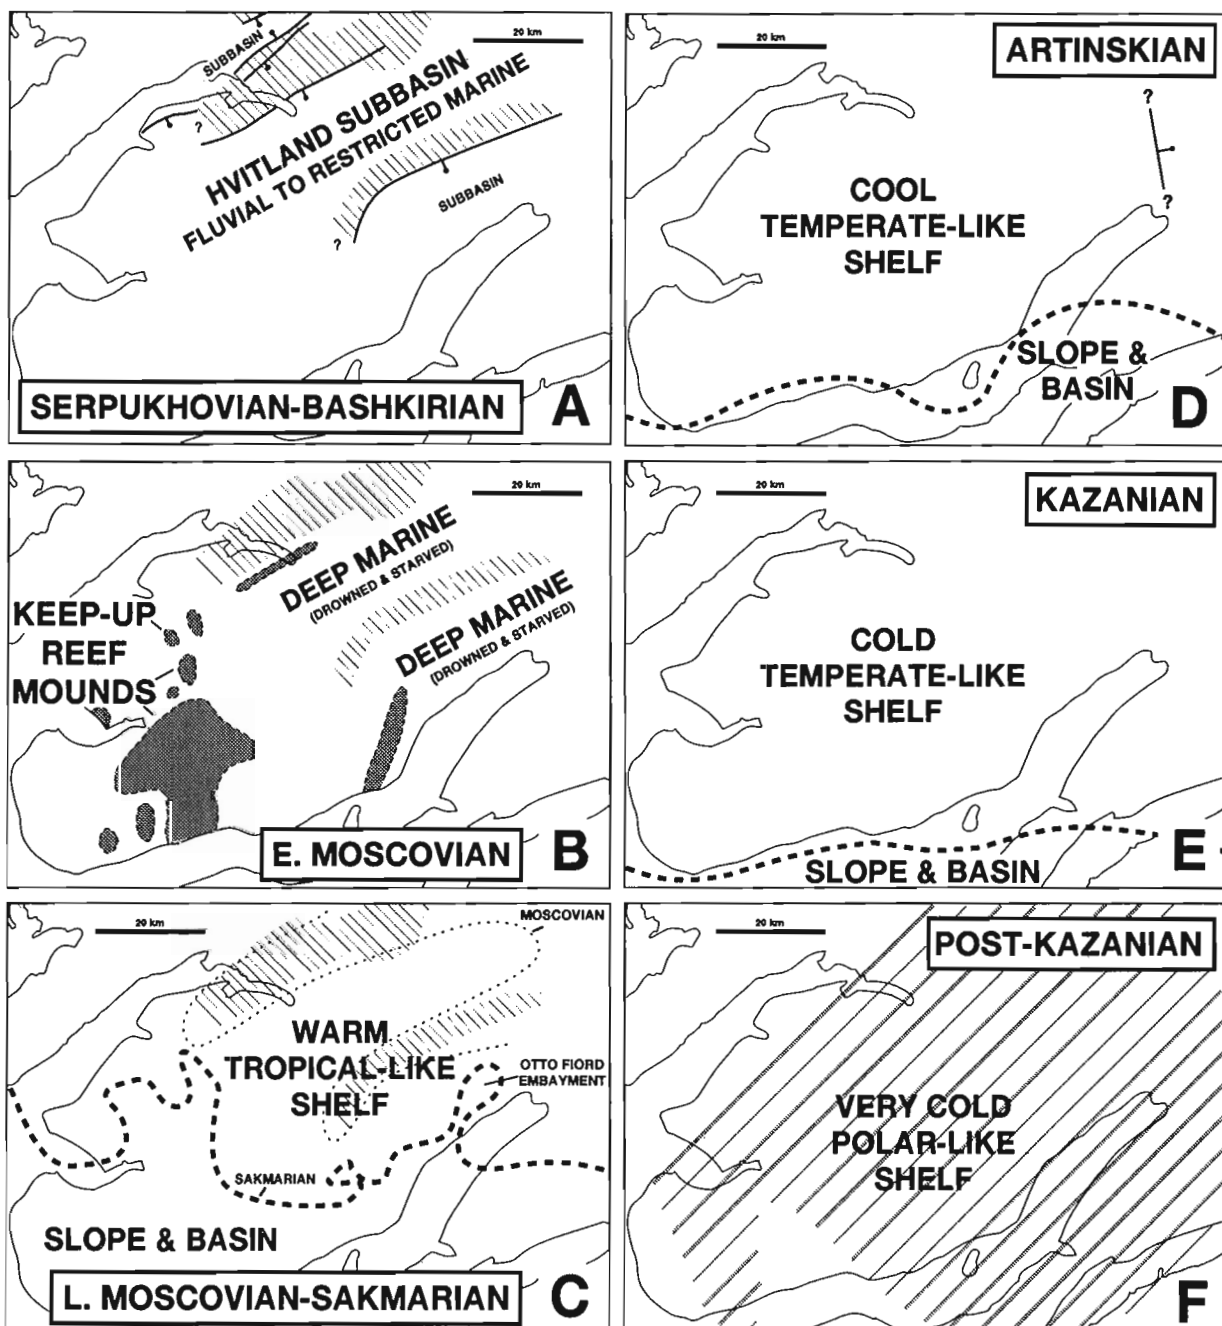 SUBBASIN
20 km
HVITLAND SUBBASIN
FLUVIAL TO RESTRICTED MARINE
?
SUBBASIN
?
SERPUKHOVIAN-BASHKIRIAN
A
20 km
ARTINSKIAN
?
?
COOL
TEMPERATE-LIKE
SHELF
SLOPE &
BASIN
D
20 km
DEEP MARINE
(DROWNED & STARVED)
DEEP MARINE
(DROWNED & STARVED)
KEEP-UP
REEF
MOUNDS
E. MOSCOVIAN
B
20 km
KAZANIAN
COLD
TEMPERATE-LIKE
SHELF
SLOPE & BASIN
E
20 km
MOSCOVIAN
WARM
TROPICAL-LIKE
SHELF
OTTO FIORD
EMBAYMENT
SAKMARIAN
SLOPE & BASIN
L. MOSCOVIAN-SAKMARIAN
C
20 km
POST-KAZANIAN
VERY COLD
POLAR-LIKE
SHELF
F